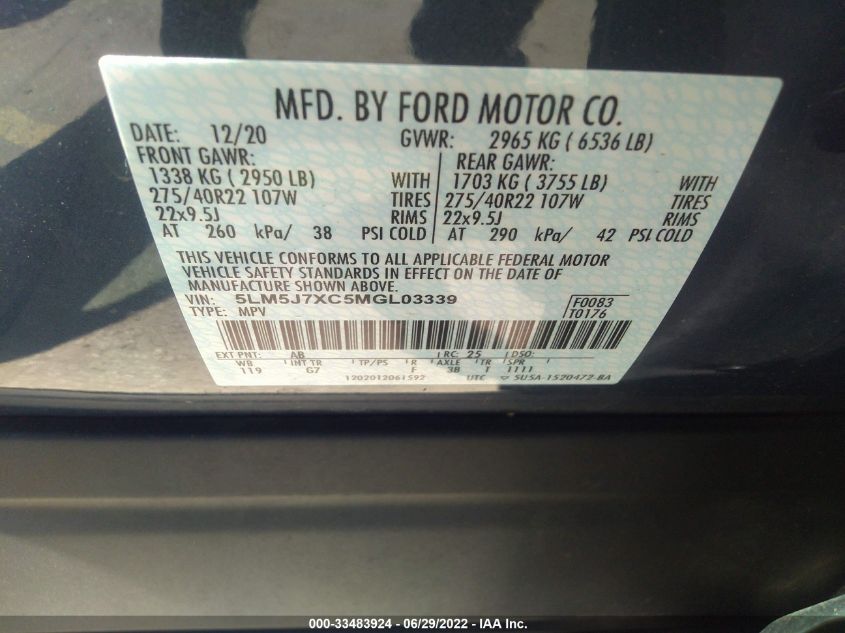 MFD. BY FORD MOTOR CO.
DATE: 12/20 GVWR: 2965 KG ( 6536 LB)
FRONT GAWR: REAR GAWR:
1338 KG ( 2950 LB) WITH 1703 KG ( 3755 LB) WITH
275/40R22 107W TIRES 275/40R22 107W TIRES
22x9.5J RIMS 22x9.5J RIMS
AT 260 kPa/ 38 PSI COLD AT 290 kPa/ 42 PSI COLD
THIS VEHICLE CONFORMS TO ALL APPLICABLE FEDERAL MOTOR
VEHICLE SAFETY STANDARDS IN EFFECT ON THE DATE OF
MANUFACTURE SHOWN ABOVE.
VIN: 5LM5J7XC5MGL03339 F0083
TYPE: MPV T0176
EXT PNT: AB RC: 25 DSO:
WB INT TR TP/PS R AXLE TR SPR
119 G7 F 3B T 1111
1202012061592 UTC 5U5A-1520472-BA
000-33483924 - 06/29/2022 - IAA Inc.